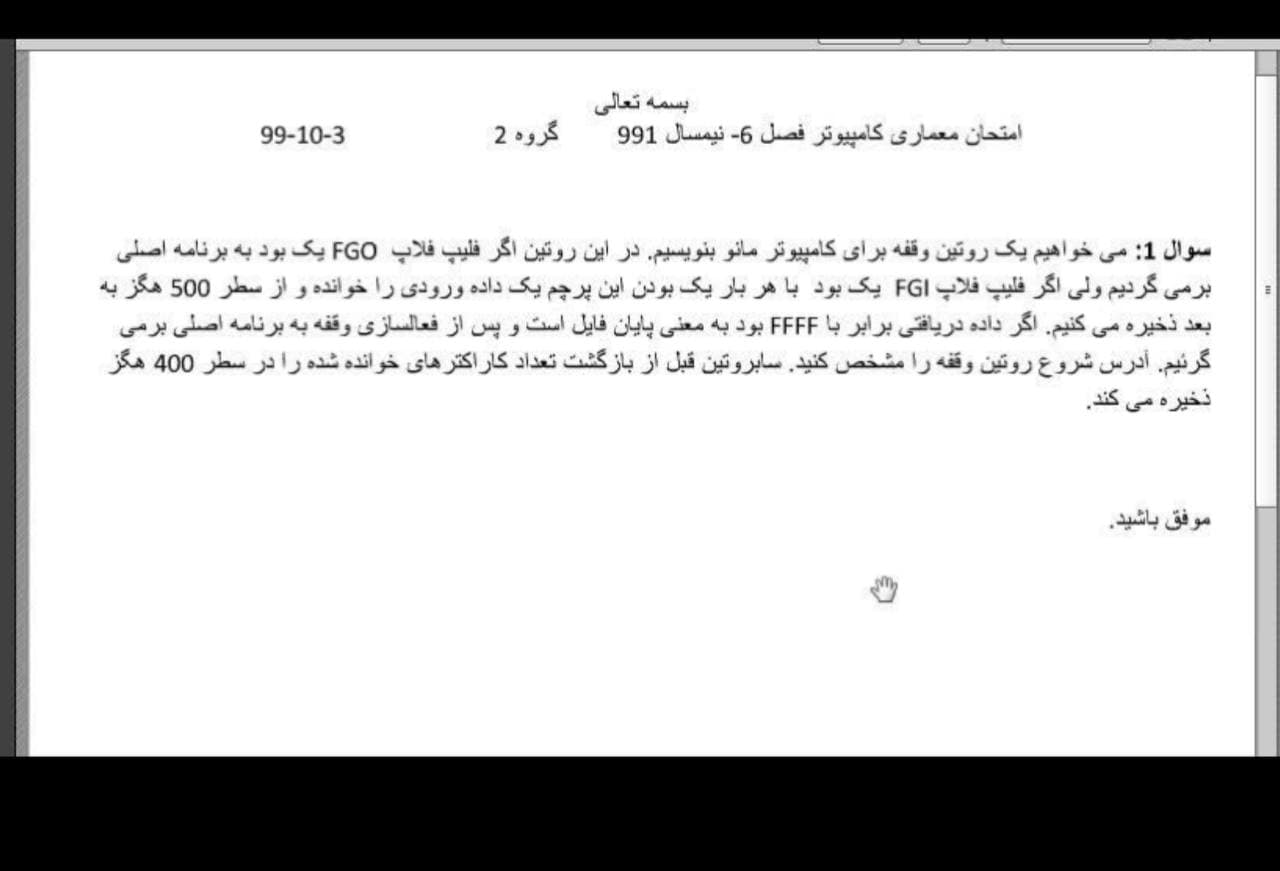 بسمه تعالی
امتحان معماری کامپیوتر فصل 6- نیمسال 991 گروه 2 99-10-3
سوال 1: می خواهیم یک روتین وقفه برای کامپیوتر مانو بنویسیم. در این روتین اگر فلیپ فلاپ FGO یک بود به برنامه اصلی
برمی گردیم ولی اگر فلیپ فلاپ FGI یک بود با هر بار یک بودن این پرچم یک داده ورودی را خوانده و از سطر 500 هگز به
بعد ذخیره می کنیم. اگر داده دریافتی برابر با FFFF بود به معنی پایان فایل است و پس از فعالسازی وقفه به برنامه اصلی برمی
گرئیم. آدرس شروع روتین وقفه را مشخص کنید. سابروتین قبل از بازگشت تعداد کاراکترهای خوانده شده را در سطر 400 هگز
ذخیره می کند.
موفق باشید.